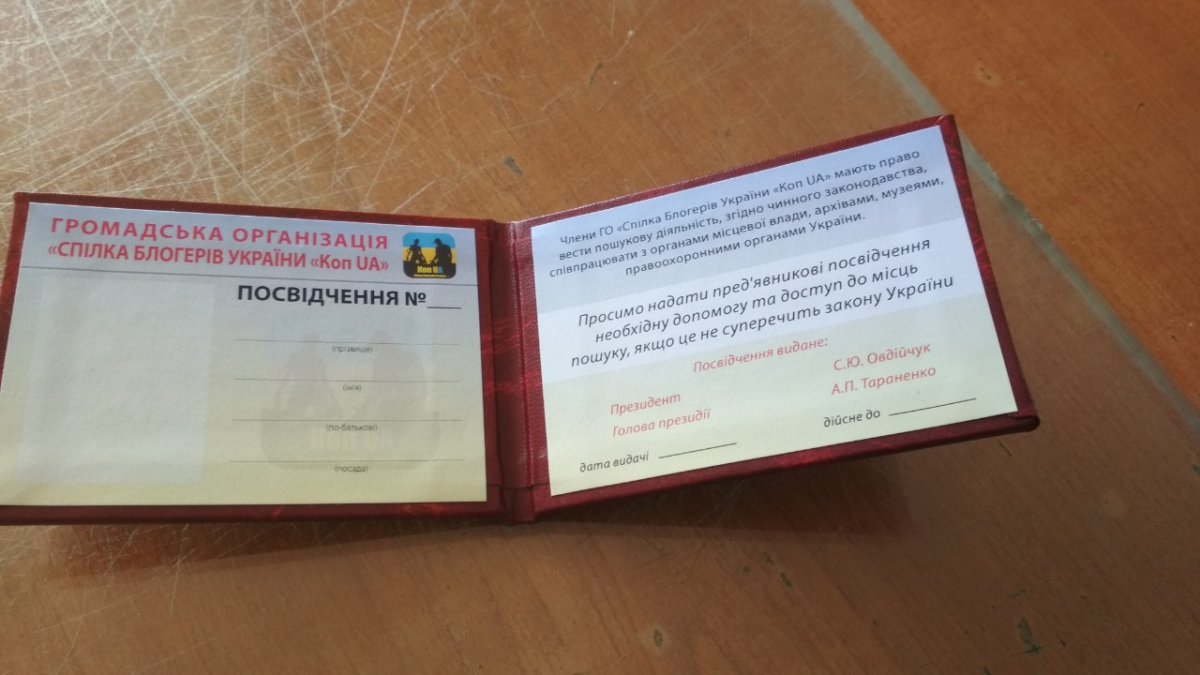 ГРОМАДСЬКА ОРГАНІЗАЦІЯ
«СПІЛКА БЛОГЕРІВ УКРАЇНИ «Коп UA»
Коп UA
ПОСВІДЧЕННЯ №___
(прізвище)
(ім'я)
(по-батькові)
(посада)
Члени ГО «Спілка Блогерів України «Коп UA» мають право
вести пошукову діяльність, згідно чинного законодавства,
співпрацювати з органами місцевої влади, архівами, музеями,
правоохоронними органами України.
Просимо надати пред'явникові посвідчення
необхідну допомогу та доступ до місць
пошуку, якщо це не суперечить закону України
Посвідчення видане:
Президент С.Ю. Овдійчук
Голова президії А.П. Тараненко
дата видачі ________ дійсне до ________